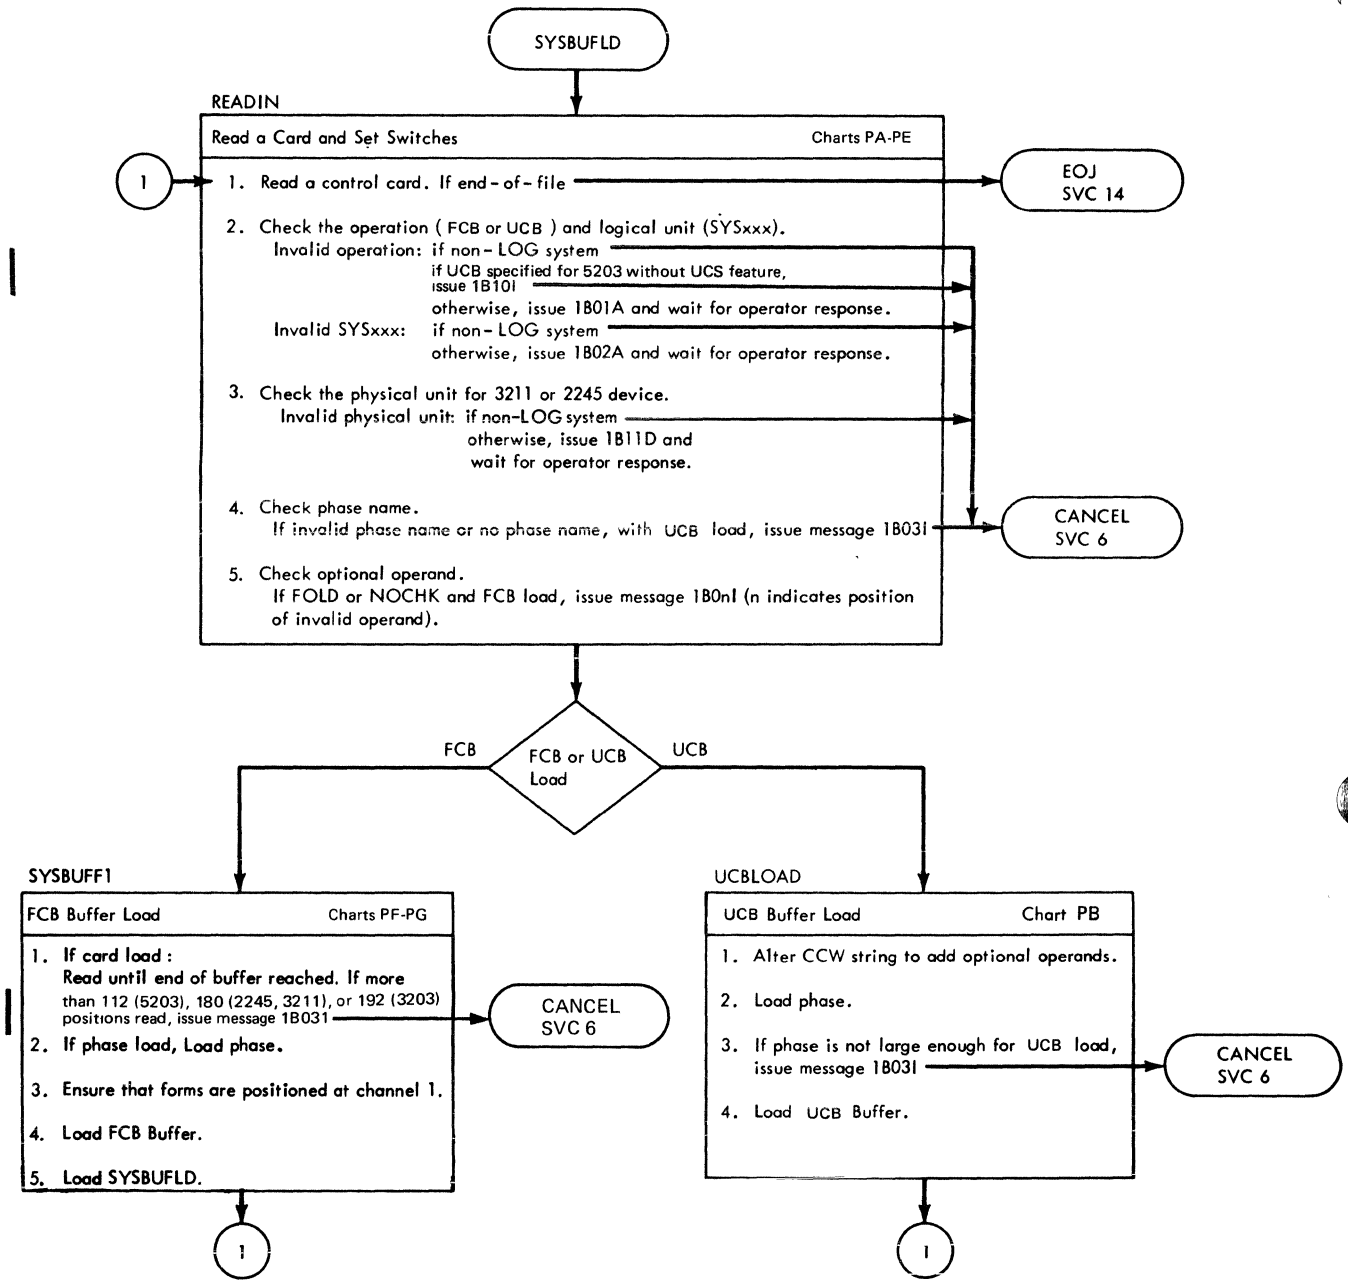 SYSBUFLD
READIN
Read a Card and Set Switches Charts PA-PE
1
1. Read a control card. If end-of-file
EOJ
SVC 14
2. Check the operation ( FCB or UCB ) and logical unit (SYSxxx).
Invalid operation: if non-LOG system
if UCB specified for 5203 without UCS feature,
issue 1B10I
otherwise, issue 1B01A and wait for operator response.
Invalid SYSxxx: if non-LOG system
otherwise, issue 1B02A and wait for operator response.
3. Check the physical unit for 3211 or 2245 device.
Invalid physical unit: if non-LOG system
otherwise, issue 1B11D and
wait for operator response.
4. Check phase name.
If invalid phase name or no phase name, with UCB load, issue message 1B03I
CANCEL
SVC 6
5. Check optional operand.
If FOLD or NOCHK and FCB load, issue message 1B0nI (n indicates position
of invalid operand).
FCB
FCB or UCB
Load
UCB
SYSBUFF1
FCB Buffer Load Charts PF-PG
1. If card load :
Read until end of buffer reached. If more
than 112 (5203), 180 (2245, 3211), or 192 (3203)
positions read, issue message 1B031
CANCEL
SVC 6
2. If phase load, Load phase.
3. Ensure that forms are positioned at channel 1.
4. Load FCB Buffer.
5. Load SYSBUFLD.
1
UCBLOAD
UCB Buffer Load Chart PB
1. Alter CCW string to add optional operands.
2. Load phase.
3. If phase is not large enough for UCB load,
issue message 1B03I
CANCEL
SVC 6
4. Load UCB Buffer.
1